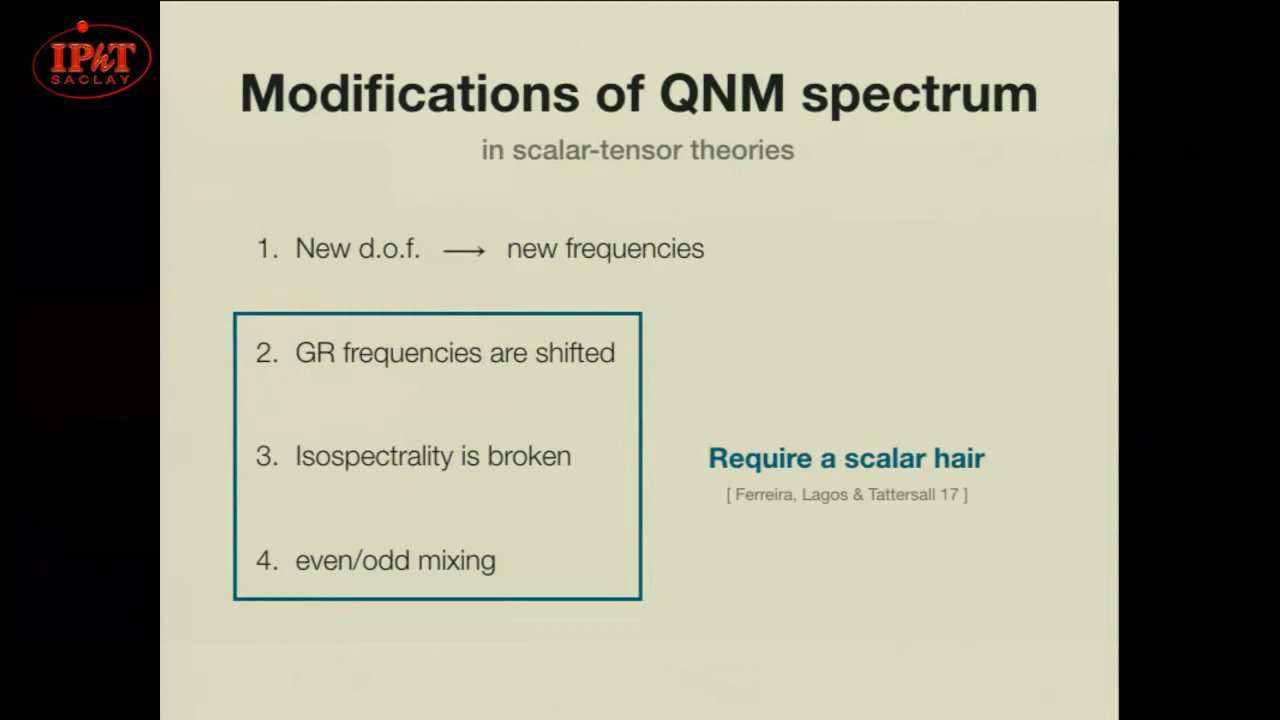 IPhT
SACLAY
Modifications of QNM spectrum
in scalar-tensor theories
1. New d.o.f. ⟶ new frequencies
2. GR frequencies are shifted
3. Isospectrality is broken
Require a scalar hair
[ Ferreira, Lagos & Tattersall 17 ]
4. even/odd mixing